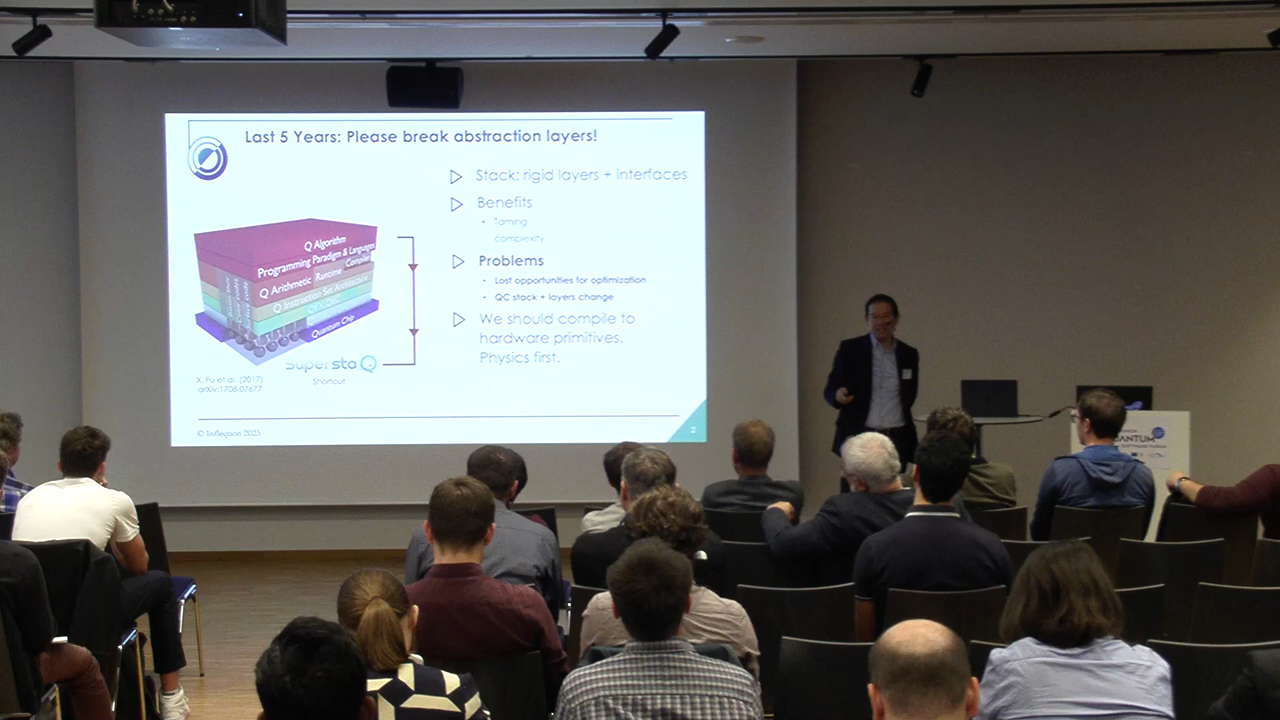 Last 5 Years: Please break abstraction layers!
Stack: rigid layers + interfaces
Benefits
Taming
complexity
Problems
Lost opportunities for optimization
QC stack + layers change
We should compile to
hardware primitives.
Physics first.
Q Algorithm
Programming Paradigm & Languages
Q Arithmetic Runtime Compiler
Q Instruction Set Architecture
Quantum Chip
SuperstaQ
Shortcut
X. Fu et al. (2017)
arXiv:1708.07677
© Infleqtion 2023
2
ANTUM